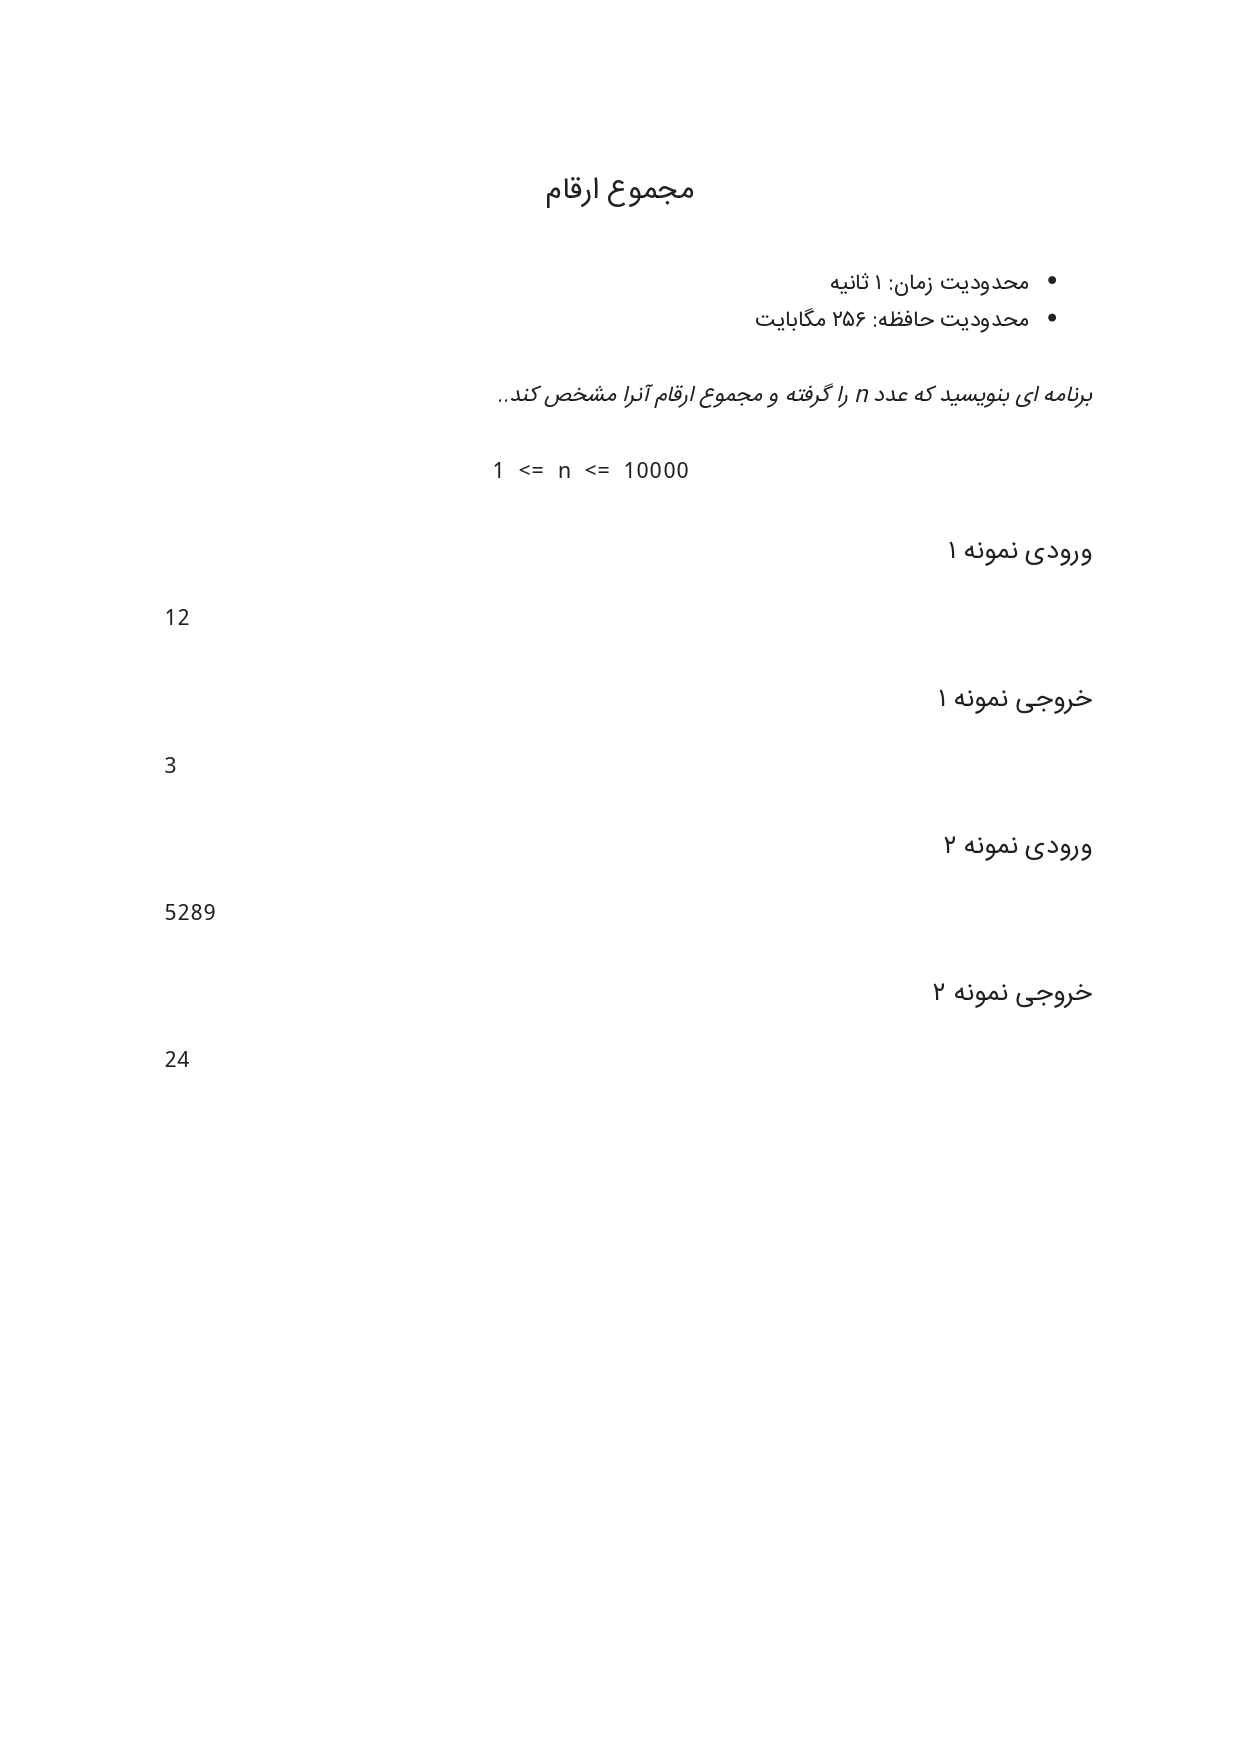 مجموع ارقام
• محدودیت زمان: ۱ ثانیه
• محدودیت حافظه: ۲۵۶ مگابایت
برنامه ای بنویسید که عدد n را گرفته و مجموع ارقام آنرا مشخص کند..
1 <= n <= 10000
ورودی نمونه ۱
12
خروجی نمونه ۱
3
ورودی نمونه ۲
5289
خروجی نمونه ۲
24